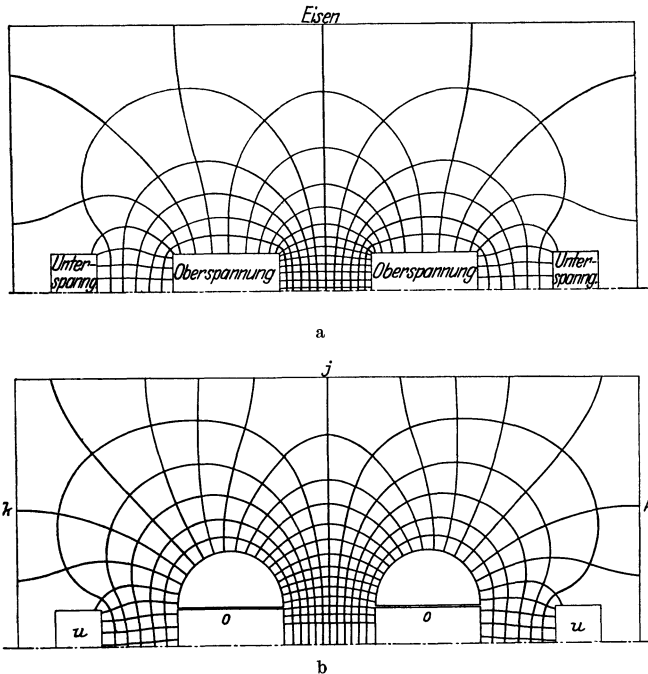 Eisen
Unter-
spanng.
Oberspannung
Oberspannung
Unter-
spanng.
a
j
k
u
o
o
u
b